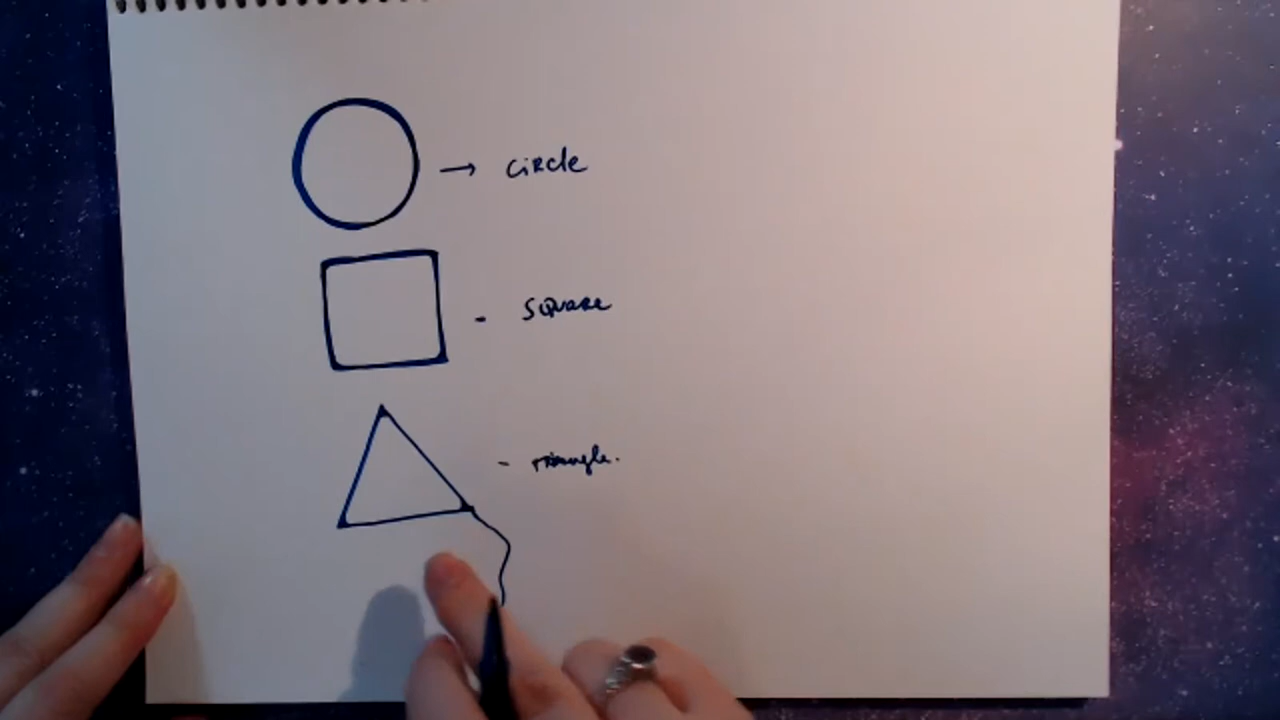 → circle
- square
- triangle.